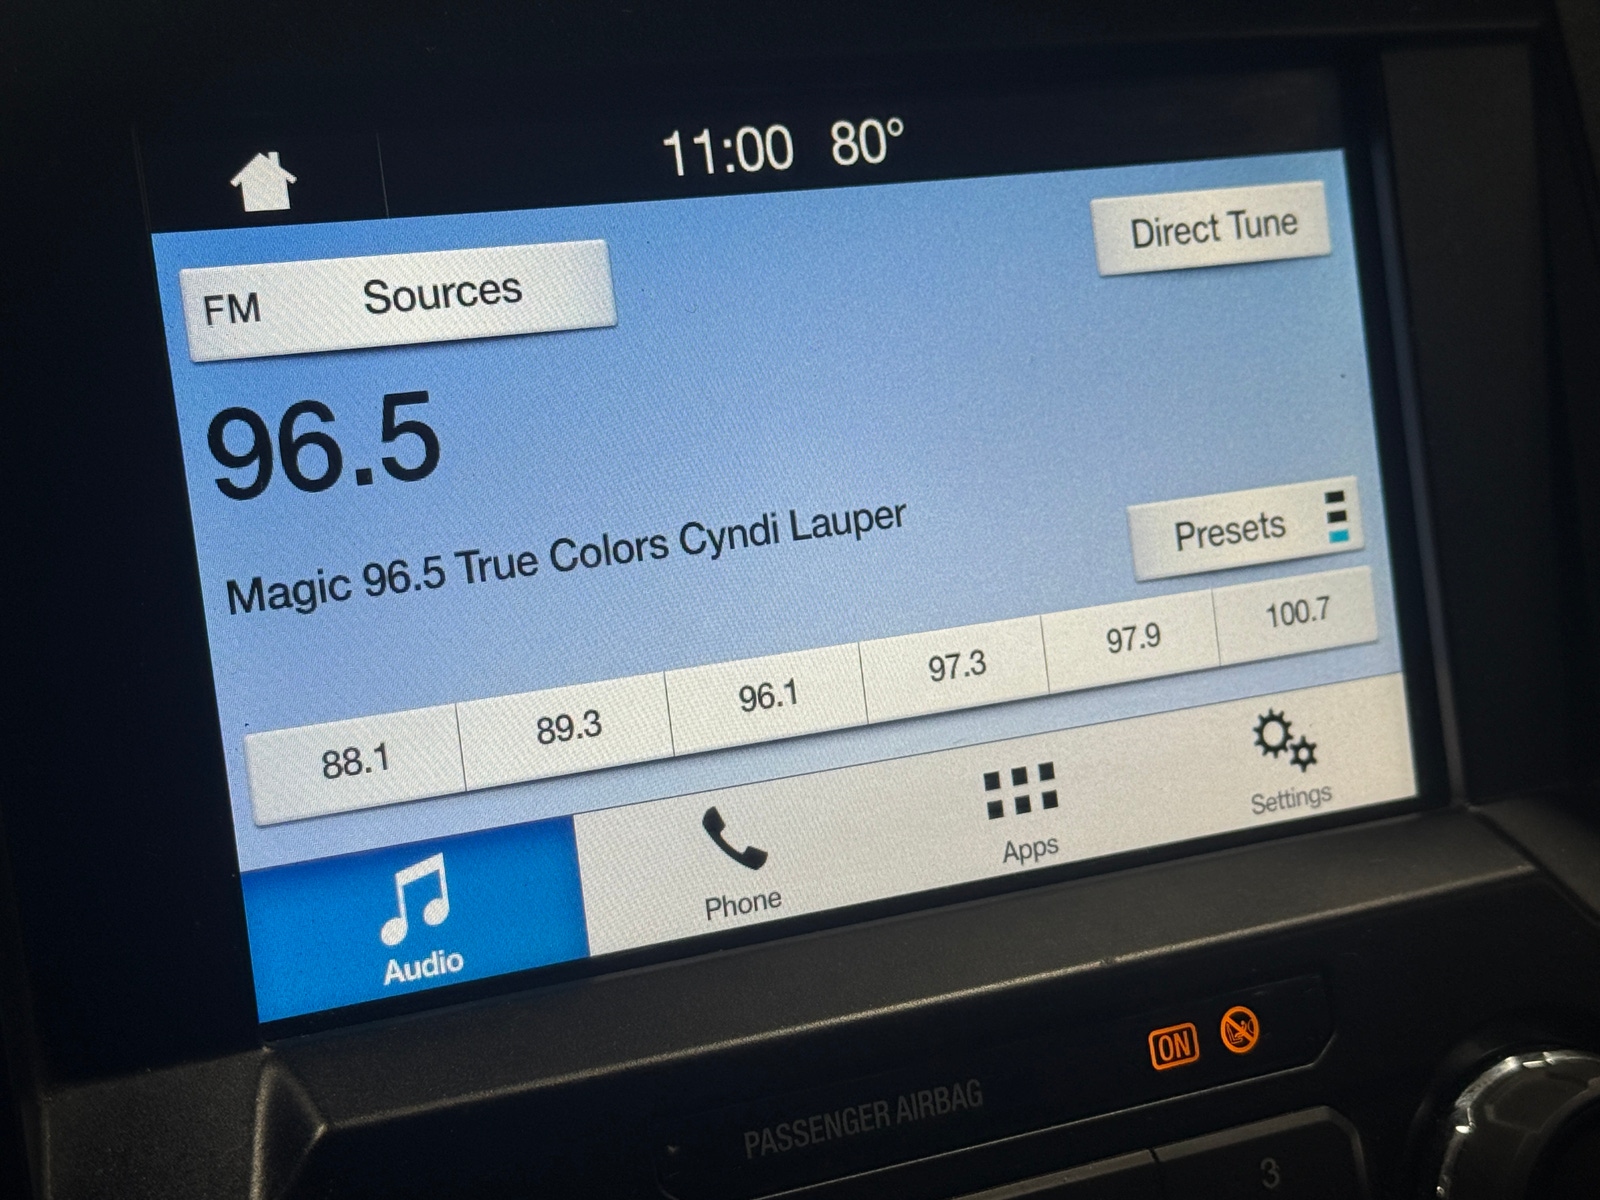 11:00 80°
Direct Tune
FM Sources
96.5
Magic 96.5 True Colors Cyndi Lauper
Presets
88.1 89.3 96.1 97.3 97.9 100.7
Audio Phone Apps Settings
ON
PASSENGER AIRBAG
3